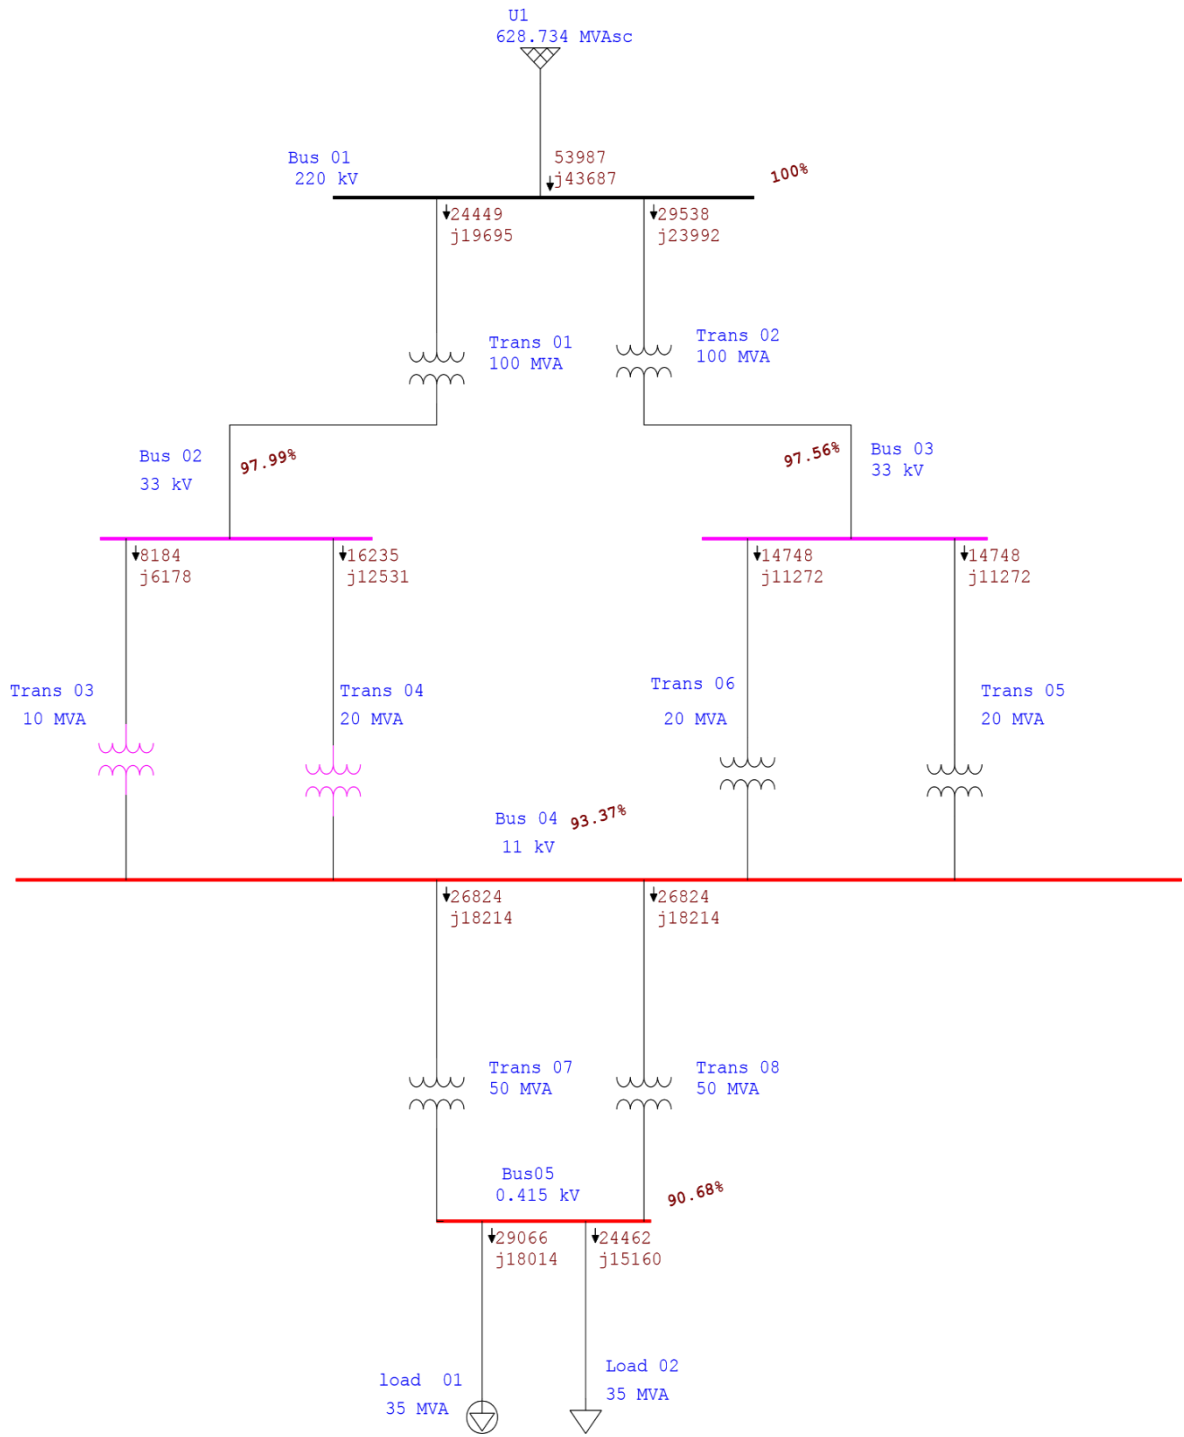 U1
628.734 MVAsc
Bus 01
220 kV
53987
j43687
100%
24449
j19695
29538
j23992
Trans 01
100 MVA
Trans 02
100 MVA
Bus 02
33 kV
97.99%
97.56%
Bus 03
33 kV
8184
j6178
16235
j12531
14748
j11272
14748
j11272
Trans 03
10 MVA
Trans 04
20 MVA
Trans 06
20 MVA
Trans 05
20 MVA
Bus 04
11 kV
93.37%
26824
j18214
26824
j18214
Trans 07
50 MVA
Trans 08
50 MVA
Bus05
0.415 kV
90.68%
29066
j18014
24462
j15160
load 01
35 MVA
Load 02
35 MVA